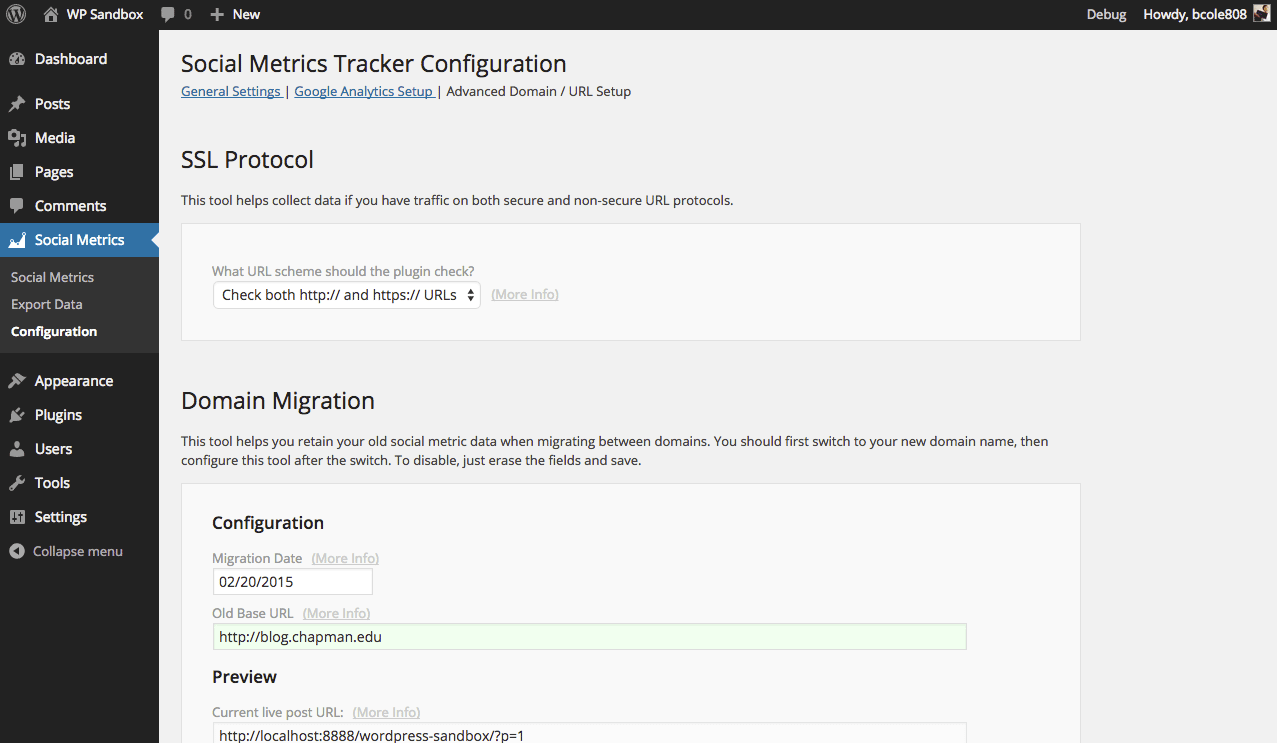 WP Sandbox 0 New Debug Howdy, bcole808
Dashboard
Posts
Media
Pages
Comments
Social Metrics
Social Metrics
Export Data
Configuration
Appearance
Plugins
Users
Tools
Settings
Collapse menu
Social Metrics Tracker Configuration
General Settings | Google Analytics Setup | Advanced Domain / URL Setup
SSL Protocol
This tool helps collect data if you have traffic on both secure and non-secure URL protocols.
What URL scheme should the plugin check?
Check both http:// and https:// URLs (More Info)
Domain Migration
This tool helps you retain your old social metric data when migrating between domains. You should first switch to your new domain name, then
configure this tool after the switch. To disable, just erase the fields and save.
Configuration
Migration Date (More Info)
02/20/2015
Old Base URL (More Info)
http://blog.chapman.edu
Preview
Current live post URL: (More Info)
http://localhost:8888/wordpress-sandbox/?p=1